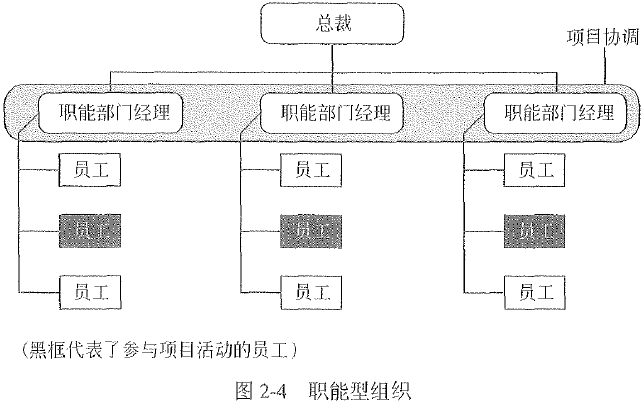 总裁
项目协调
职能部门经理 职能部门经理 职能部门经理
员工 员工 员工
员工 员工 员工
员工 员工 员工
（黑框代表了参与项目活动的员工）
图 2-4 职能型组织